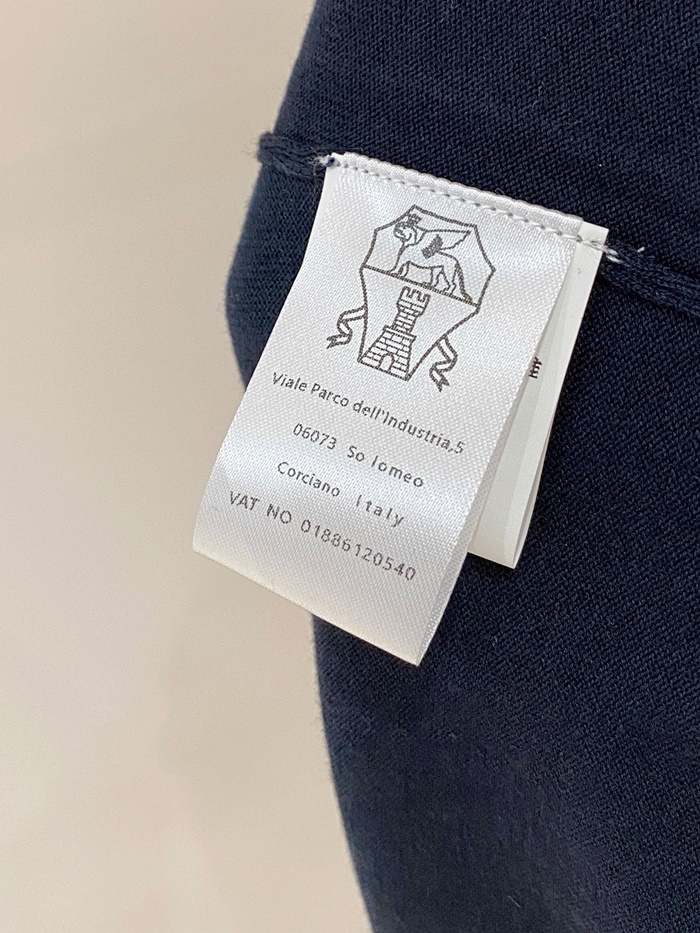 Viale Parco dell'Industria,5
06073 So lomeo
Corciano Italy
VAT NO 01886120540